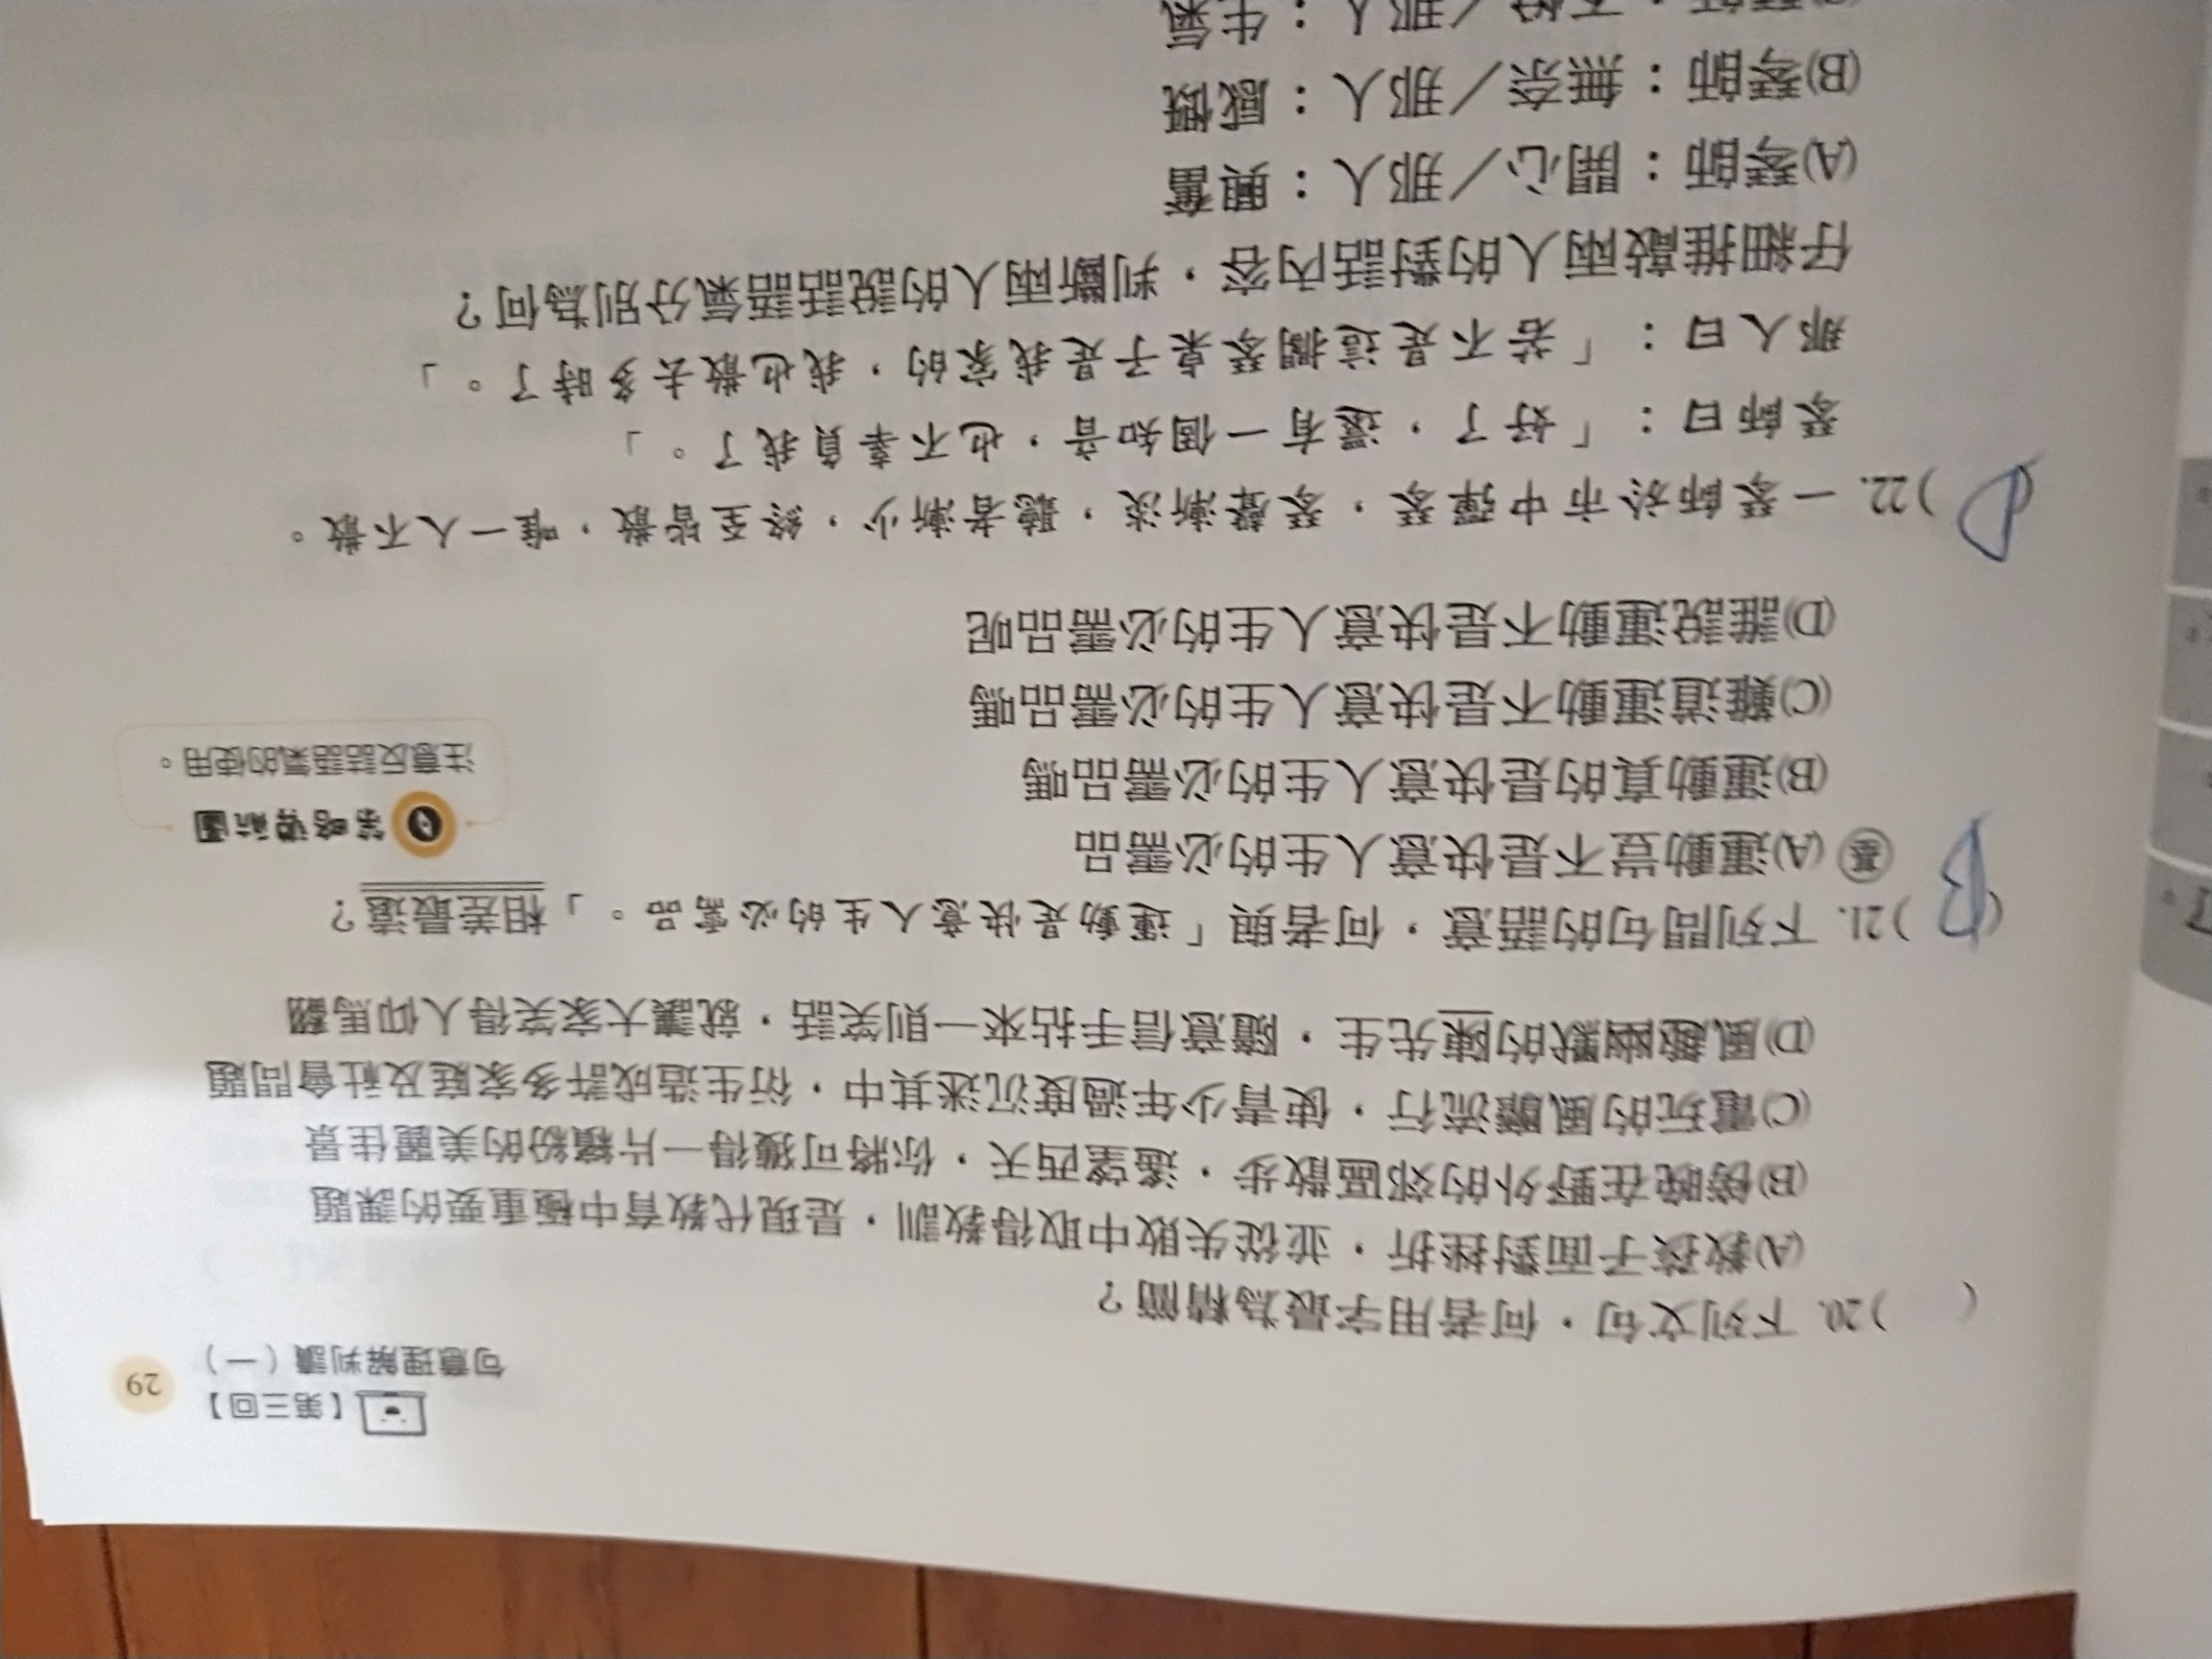 【第三回】
句意理解判讀（一）
29
（　）20. 下列文句，何者用字最為精簡？
(A)教孩子面對挫折，並從失敗中取得教訓，是現代教育中極重要的課題
(B)傍晚在野外的郊區散步，遙望四天，你將可獲得一片繽紛的美麗佳景
(C)電玩的風靡流行，使青少年過度沉迷其中，衍生造成許多家庭及社會問題
(D)風趣幽默的陳先生，隨意信手拈來一則笑話，就讓大家笑得人仰馬翻
（B）21. 下列問句的語意，何者與「運動是快意人生的必需品。」相差最遠？
(A)運動豈不是快意人生的必需品
(B)運動真的是快意人生的必需品嗎
(C)難道運動不是快意人生的必需品嗎
(D)誰說運動不是快意人生的必需品呢
策略導航圖
注意反詰語氣的使用。
D）22. 一琴師於市中彈琴，琴聲漸淡，聽者漸少，終至皆散，唯一人不散。
琴師曰：「好了，還有一個知音，也不辜負我了。」
那人曰：「若不是這擱琴桌子是我家的，我也散去多時了。」
仔細推敲兩人的對話內容，判斷兩人的說話語氣分別為何？
(A)琴師：開心／那人：興奮
(B)琴師：無奈／那人：感慨
琴師：不悅／那人：生氣